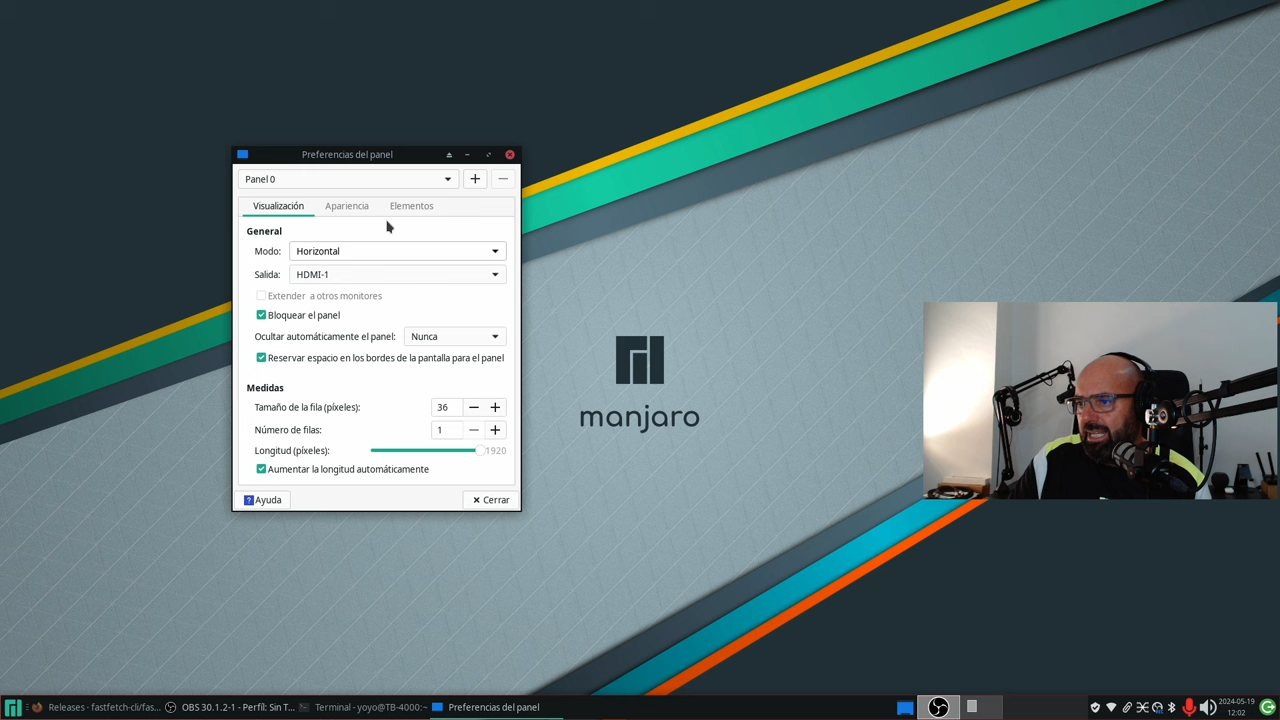 Preferencias del panel
Panel 0
Visualización Apariencia Elementos
General
Modo: Horizontal
Salida: HDMI-1
Extender a otros monitores
Bloquear el panel
Ocultar automáticamente el panel: Nunca
Reservar espacio en los bordes de la pantalla para el panel
Medidas
Tamaño de la fila (píxeles): 36
Número de filas: 1
Longitud (píxeles): 1920
Aumentar la longitud automáticamente
Ayuda Cerrar
manjaro
Releases · fastfetch-cli/fas... OBS 30.1.2-1 - Perfil: Sin T... Terminal - yoyo@TB-4000:~ Preferencias del panel
2024-05-19
12:02